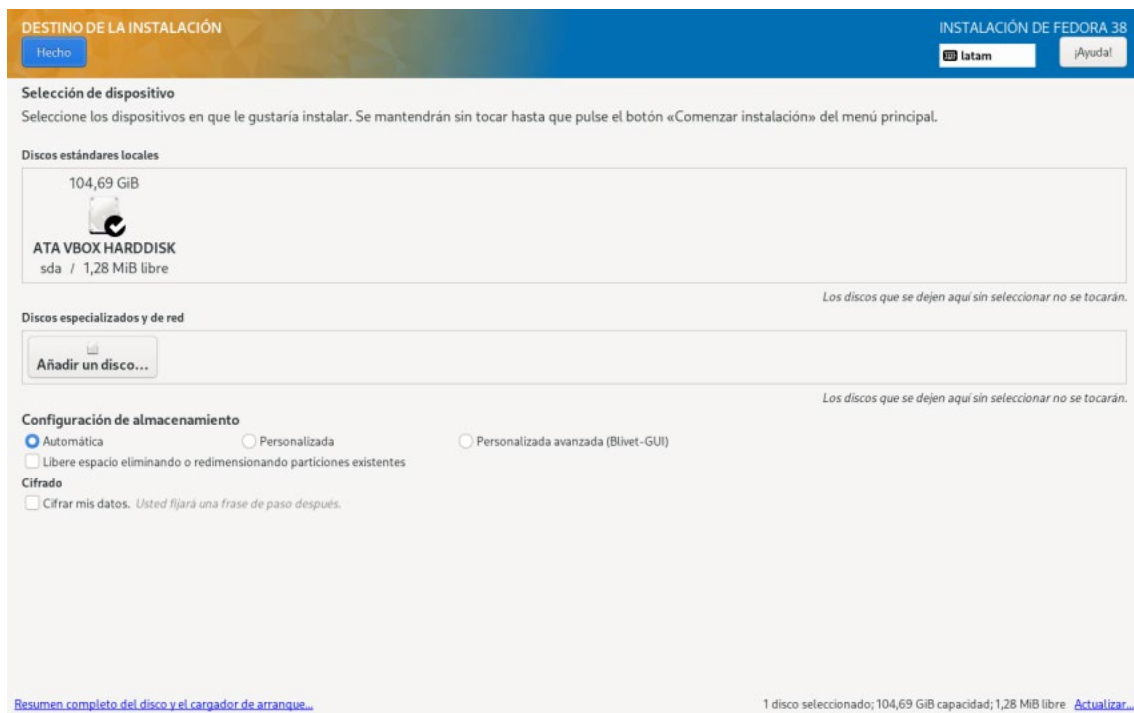 DESTINO DE LA INSTALACIÓN
INSTALACIÓN DE FEDORA 38
Hecho
latam
¡Ayuda!
Selección de dispositivo
Seleccione los dispositivos en que le gustaría instalar. Se mantendrán sin tocar hasta que pulse el botón «Comenzar instalación» del menú principal.
Discos estándares locales
104,69 GiB
ATA VBOX HARDDISK
sda / 1,28 MiB libre
Los discos que se dejen aquí sin seleccionar no se tocarán.
Discos especializados y de red
Añadir un disco...
Los discos que se dejen aquí sin seleccionar no se tocarán.
Configuración de almacenamiento
Automática Personalizada Personalizada avanzada (Blivet-GUI)
Libere espacio eliminando o redimensionando particiones existentes
Cifrado
Cifrar mis datos. Usted fijará una frase de paso después.
Resumen completo del disco y el cargador de arranque...
1 disco seleccionado; 104,69 GiB capacidad; 1,28 MiB libre Actualizar...